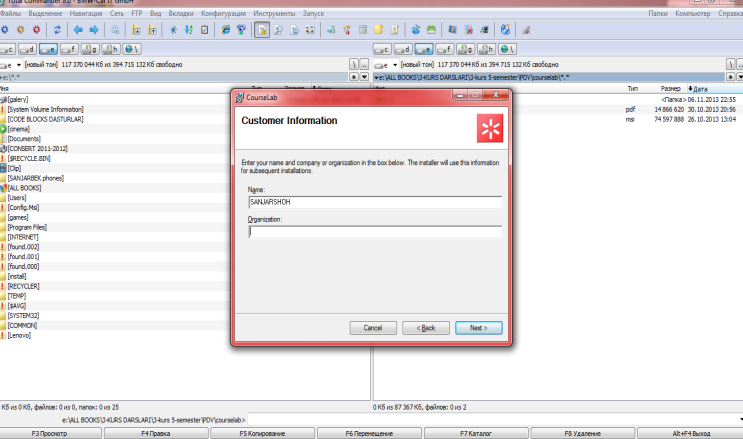 Total Commander 8.0 - BMW-Car IT GmbH
Файлы Выделение Навигация Сеть FTP Вид Вкладки Конфигурация Инструменты Запуск Папки Компьютер Справка
c d e f g h \ c d e f g h \
e [новый том] 117 370 044 Кб из 394 715 132 Кб свободно \ .. e [новый том] 117 370 044 Кб из 394 715 132 Кб свободно \ ..
e:\*.* * e:\ALL BOOKS\3-KURS DARSLARI\3-kurs 5-semester\PDV\courselab\*.* *
Имя Тип Размер Дата
[galery] <Папка> 06.11.2013 22:55
[System Volume Information] pdf 14 866 620 30.10.2013 20:56
[CODE BLOCKS DASTURLAR] msi 74 597 888 26.10.2013 13:04
[cinema]
[Documents]
[CONSERT 2011-2012]
[$RECYCLE.BIN]
[Clip]
[SANJARBEK phones]
[ALL BOOKS]
[Users]
[Config.Msi]
[games]
[Program Files]
[INTERNET]
[found.002]
[found.001]
[found.000]
[install]
[RECYCLER]
[TEMP]
[$AVG]
[SYSTEM32]
[COMMON]
[Lenovo]
CourseLab
Customer Information
Enter your name and company or organization in the box below. The installer will use this information
for subsequent installations.
Name:
SANJARSHOH
Organization:
Cancel < Back Next >
Кб из 0 Кб, файлов: 0 из 0, папок: 0 из 25 0 Кб из 87 367 Кб, файлов: 0 из 2
e:\ALL BOOKS\3-KURS DARSLARI\3-kurs 5-semester\PDV\courselab>
F3 Просмотр F4 Правка F5 Копирование F6 Перемещение F7 Каталог F8 Удаление Alt+F4 Выход